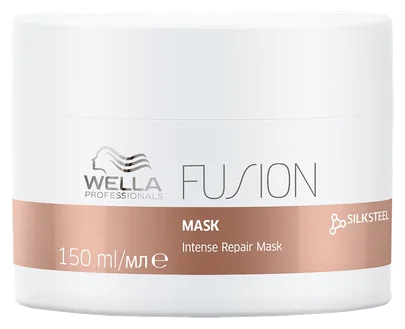 WELLA
PROFESSIONALS
FUSION
MASK
Intense Repair Mask
150 ml/мл ℮
SILKSTEEL